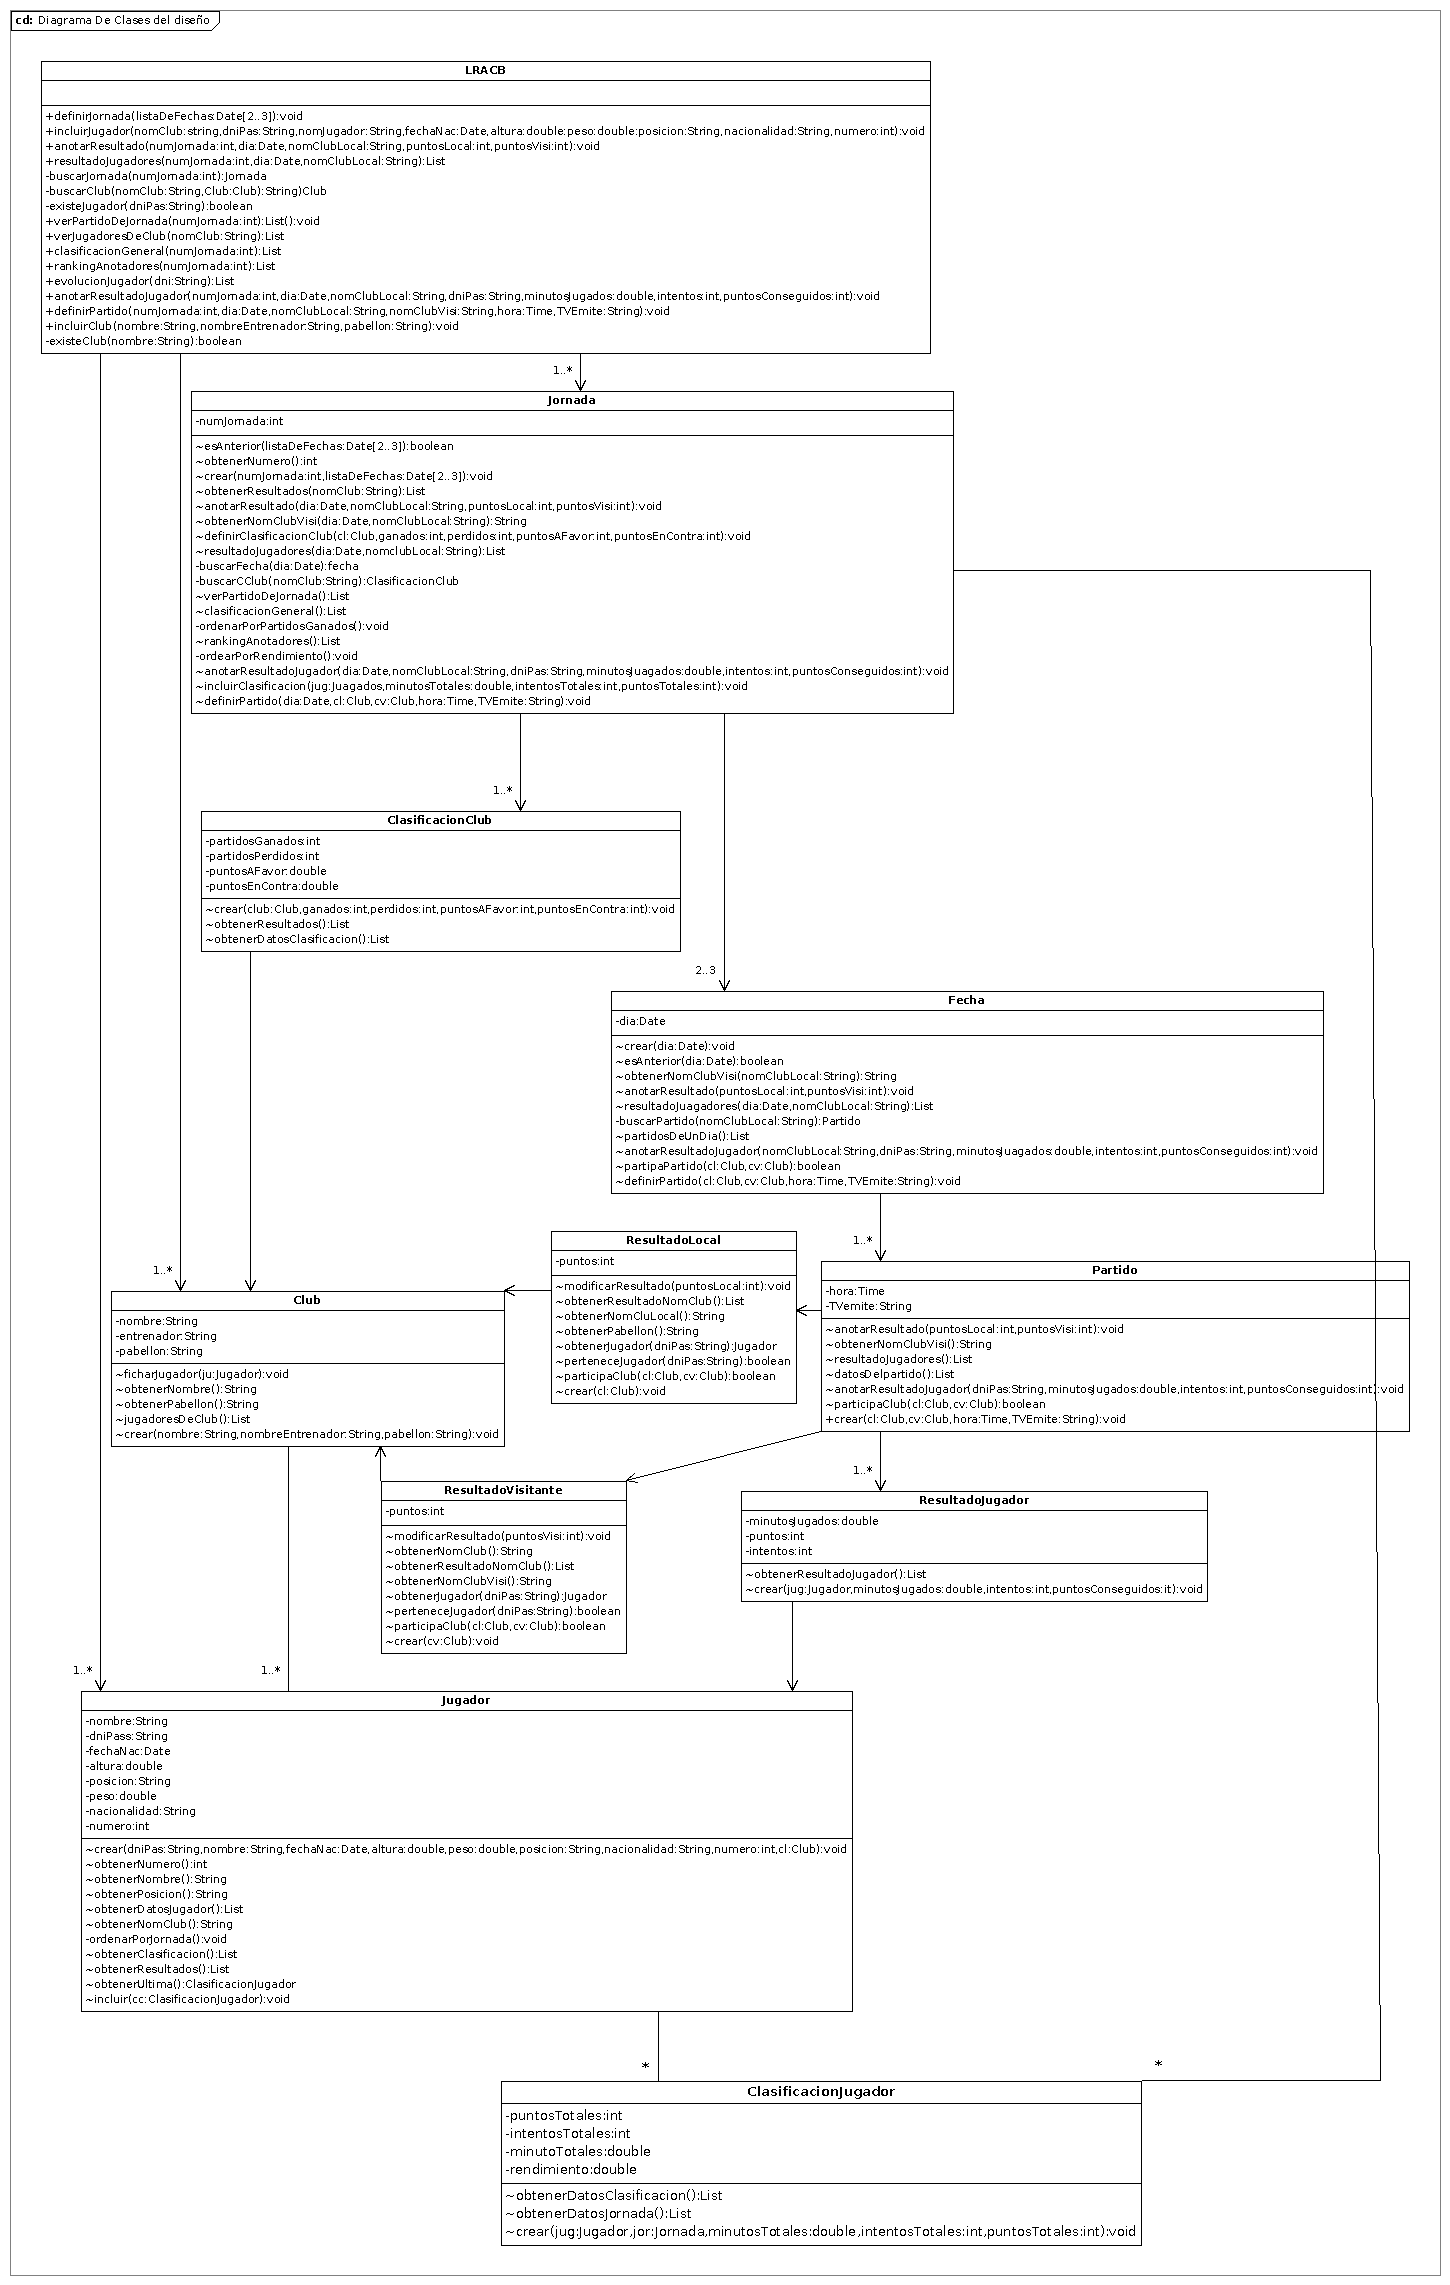 cd: Diagrama De Clases del diseño
LRACB
+definirJornada(listaDeFechas:Date[2..3]):void
+incluirJugador(nomClub:string,dniPas:String,nomJugador:String,fechaNac:Date,altura:double:peso:double:posicion:String,nacionalidad:String,numero:int):void
+anotarResultado(numJornada:int,dia:Date,nomClubLocal:String,puntosLocal:int,puntosVisi:int):void
+resultadoJugadores(numJornada:int,dia:Date,nomClubLocal:String):List
-buscarJornada(numJornada:int):Jornada
-buscarClub(nomClub:String,Club:Club):String)Club
-existeJugador(dniPas:String):boolean
+verPartidoDeJornada(numJornada:int):List():void
+verJugadoresDeClub(nomClub:String):List
+clasificacionGeneral(numJornada:int):List
+rankingAnotadores(numJornada:int):List
+evolucionJugador(dni:String):List
+anotarResultadoJugador(numJornada:int,dia:Date,nomClubLocal:String,dniPas:String,minutosJugados:double,intentos:int,puntosConseguidos:int):void
+definirPartido(numJornada:int,dia:Date,nomClubLocal:String,nomClubVisi:String,hora:Time,TVEmite:String):void
+incluirClub(nombre:String,nombreEntrenador:String,pabellon:String):void
-existeClub(nombre:String):boolean
1..*
Jornada
-numJornada:int
~esAnterior(listaDeFechas:Date[2..3]):boolean
~obtenerNumero():int
~crear(numJornada:int,listaDeFechas:Date[2..3]):void
~obtenerResultados(nomClub:String):List
~anotarResultado(dia:Date,nomClubLocal:String,puntosLocal:int,puntosVisi:int):void
~obtenerNomClubVisi(dia:Date,nomClubLocal:String):String
~definirClasificacionClub(cl:Club,ganados:int,perdidos:int,puntosAFavor:int,puntosEnContra:int):void
~resultadoJugadores(dia:Date,nomclubLocal:String):List
-buscarFecha(dia:Date):fecha
-buscarCClub(nomClub:String):ClasificacionClub
~verPartidoDeJornada():List
~clasificacionGeneral():List
-ordenarPorPartidosGanados():void
~rankingAnotadores():List
-ordearPorRendimiento():void
~anotarResultadoJugador(dia:Date,nomClubLocal:String,dniPas:String,minutosJuagados:double,intentos:int,puntosConseguidos:int):void
~incluirClasificacion(jug:Juagados,minutosTotales:double,intentosTotales:int,puntosTotales:int):void
~definirPartido(dia:Date,cl:Club,cv:Club,hora:Time,TVEmite:String):void
1..*
ClasificacionClub
-partidosGanados:int
-partidosPerdidos:int
-puntosAFavor:double
-puntosEnContra:double
~crear(club:Club,ganados:int,perdidos:int,puntosAFavor:int,puntosEnContra:int):void
~obtenerResultados():List
~obtenerDatosClasificacion():List
2..3
Fecha
-dia:Date
~crear(dia:Date):void
~esAnterior(dia:Date):boolean
~obtenerNomClubVisi(nomClubLocal:String):String
~anotarResultado(puntosLocal:int,puntosVisi:int):void
~resultadoJuagadores(dia:Date,nomClubLocal:String):List
-buscarPartido(nomClubLocal:String):Partido
~partidosDeUnDia():List
~anotarResultadoJugador(nomClubLocal:String,dniPas:String,minutosJuagados:double,intentos:int,puntosConseguidos:int):void
~partipaPartido(cl:Club,cv:Club):boolean
~definirPartido(cl:Club,cv:Club,hora:Time,TVEmite:String):void
1..*
ResultadoLocal
-puntos:int
~modificarResultado(puntosLocal:int):void
~obtenerResultadoNomClub():List
~obtenerNomCluLocal():String
~obtenerPabellon():String
~obtenerJugador(dniPas:String):Jugador
~perteneceJugador(dniPas:String):boolean
~participaClub(cl:Club,cv:Club):boolean
~crear(cl:Club):void
Partido
-hora:Time
-TVemite:String
~anotarResultado(puntosLocal:int,puntosVisi:int):void
~obtenerNomClubVisi():String
~resultadoJugadores():List
~datosDelpartido():List
~anotarResultadoJugador(dniPas:String,minutosJugados:double,intentos:int,puntosConseguidos:int):void
~participaClub(cl:Club,cv:Club):boolean
+crear(cl:Club,cv:Club,hora:Time,TVEmite:String):void
1..*
Club
-nombre:String
-entrenador:String
-pabellon:String
~ficharJugador(ju:Jugador):void
~obtenerNombre():String
~obtenerPabellon():String
~jugadoresDeClub():List
~crear(nombre:String,nombreEntrenador:String,pabellon:String):void
ResultadoVisitante
-puntos:int
~modificarResultado(puntosVisi:int):void
~obtenerNomClub():String
~obtenerResultadoNomClub():List
~obtenerNomClubVisi():String
~obtenerJugador(dniPas:String):Jugador
~perteneceJugador(dniPas:String):boolean
~participaClub(cl:Club,cv:Club):boolean
~crear(cv:Club):void
1..*
ResultadoJugador
-minutosJugados:double
-puntos:int
-intentos:int
~obtenerResultadoJugador():List
~crear(jug:Jugador,minutosJugados:double,intentos:int,puntosConseguidos:it):void
1..*
1..*
Jugador
-nombre:String
-dniPass:String
-fechaNac:Date
-altura:double
-posicion:String
-peso:double
-nacionalidad:String
-numero:int
~crear(dniPas:String,nombre:String,fechaNac:Date,altura:double,peso:double,posicion:String,nacionalidad:String,numero:int,cl:Club):void
~obtenerNumero():int
~obtenerNombre():String
~obtenerPosicion():String
~obtenerDatosJugador():List
~obtenerNomClub():String
-ordenarPorJornada():void
~obtenerClasificacion():List
~obtenerResultados():List
~obtenerUltima():ClasificacionJugador
~incluir(cc:ClasificacionJugador):void
*
*
ClasificacionJugador
-puntosTotales:int
-intentosTotales:int
-minutoTotales:double
-rendimiento:double
~obtenerDatosClasificacion():List
~obtenerDatosJornada():List
~crear(jug:Jugador,jor:Jornada,minutosTotales:double,intentosTotales:int,puntosTotales:int):void